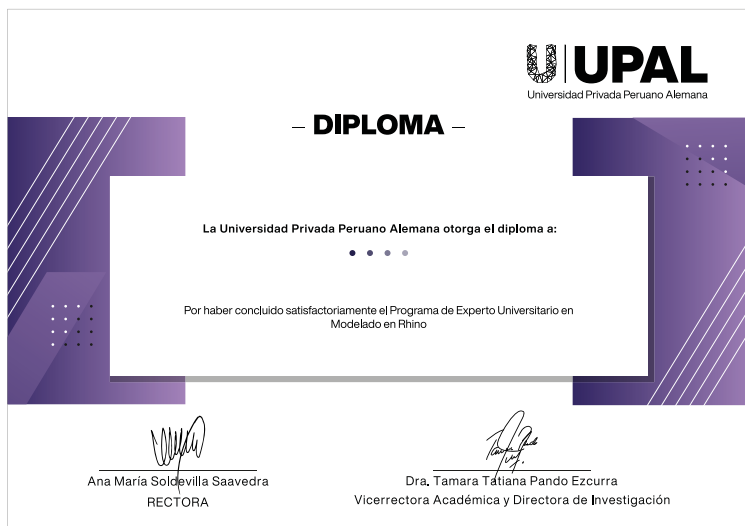 UPAL
Universidad Privada Peruano Alemana
– DIPLOMA –
La Universidad Privada Peruano Alemana otorga el diploma a:
Por haber concluido satisfactoriamente el Programa de Experto Universitario en
Modelado en Rhino
Ana María Soldevilla Saavedra
RECTORA
Dra. Tamara Tatiana Pando Ezcurra
Vicerrectora Académica y Directora de Investigación